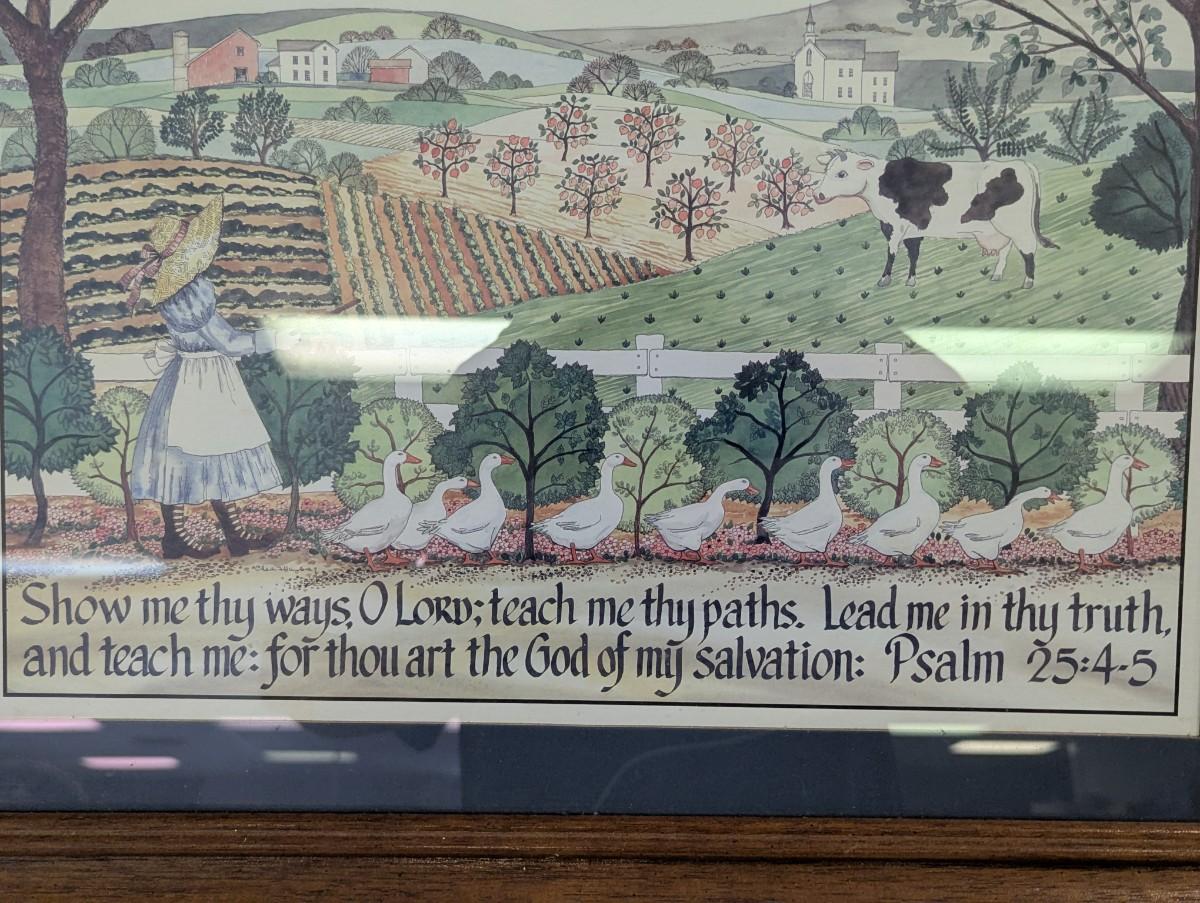 Show me thy ways, O LORD; teach me thy paths. Lead me in thy truth,
and teach me: for thou art the God of my salvation: Psalm 25:4-5